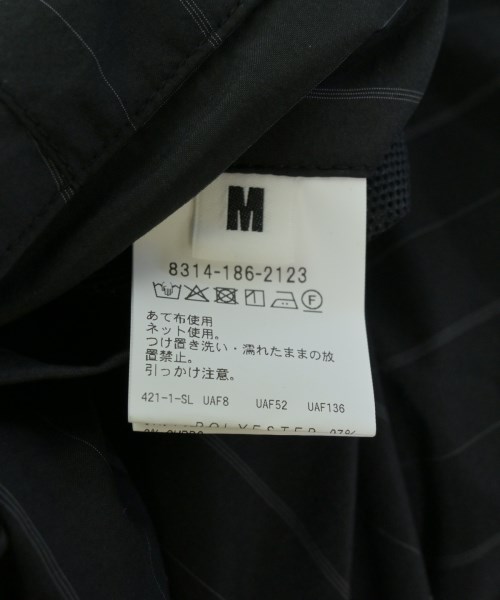 M
8314-186-2123
あて布使用
ネット使用。
つけ置き洗い・濡れたままの放
置禁止。
引っかけ注意。
421-1-SL UAF8 UAF52 UAF136
POLYESTER